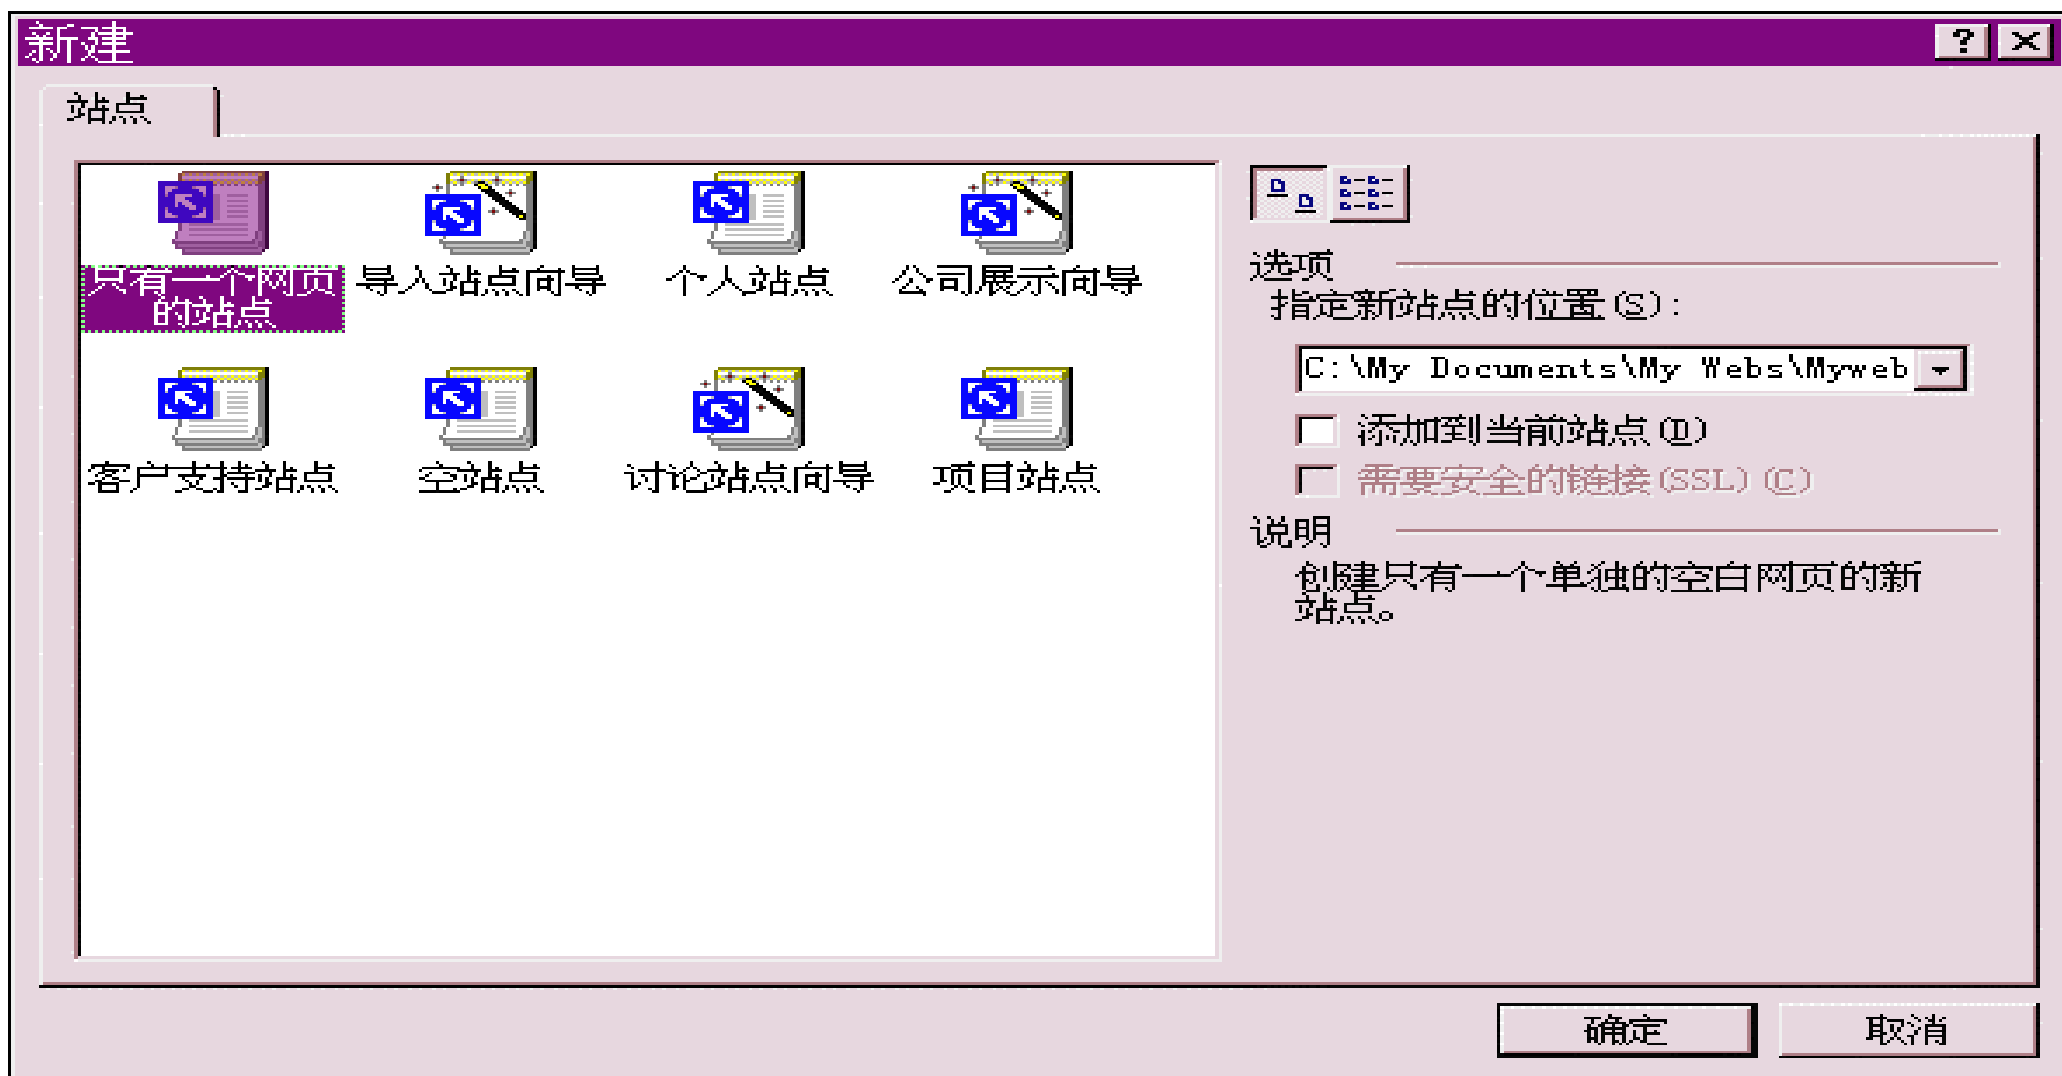 新建
站点
只有一个网页
的站点
导入站点向导
个人站点
公司展示向导
客户支持站点
空站点
讨论站点向导
项目站点
选项
指定新站点的位置(S):
C:\My Documents\My Webs\Myweb
添加到当前站点(D)
需要安全的链接(SSL)(C)
说明
创建只有一个单独的空白网页的新
站点。
确定
取消